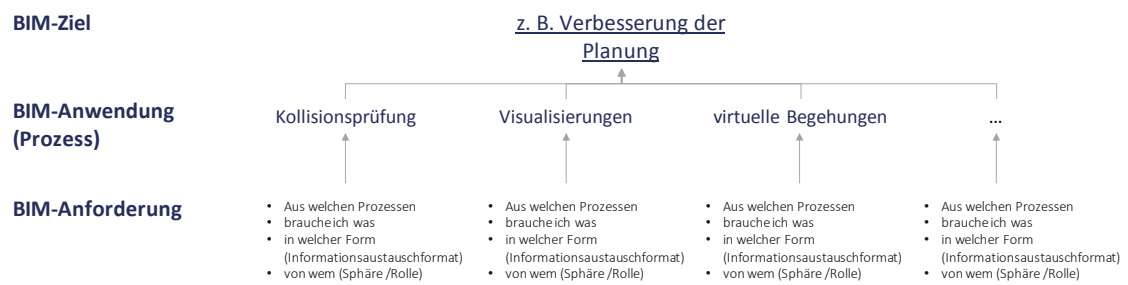 BIM-Ziel
z. B. Verbesserung der
Planung
BIM-Anwendung
(Prozess)
Kollisionsprüfung
Visualisierungen
virtuelle Begehungen
...
BIM-Anforderung
• Aus welchen Prozessen
• brauche ich was
• in welcher Form
(Informationsaustauschformat)
• von wem (Sphäre /Rolle)
• Aus welchen Prozessen
• brauche ich was
• in welcher Form
(Informationsaustauschformat)
• von wem (Sphäre /Rolle)
• Aus welchen Prozessen
• brauche ich was
• in welcher Form
(Informationsaustauschformat)
• von wem (Sphäre /Rolle)
• Aus welchen Prozessen
• brauche ich was
• in welcher Form
(Informationsaustauschformat)
• von wem (Sphäre /Rolle)